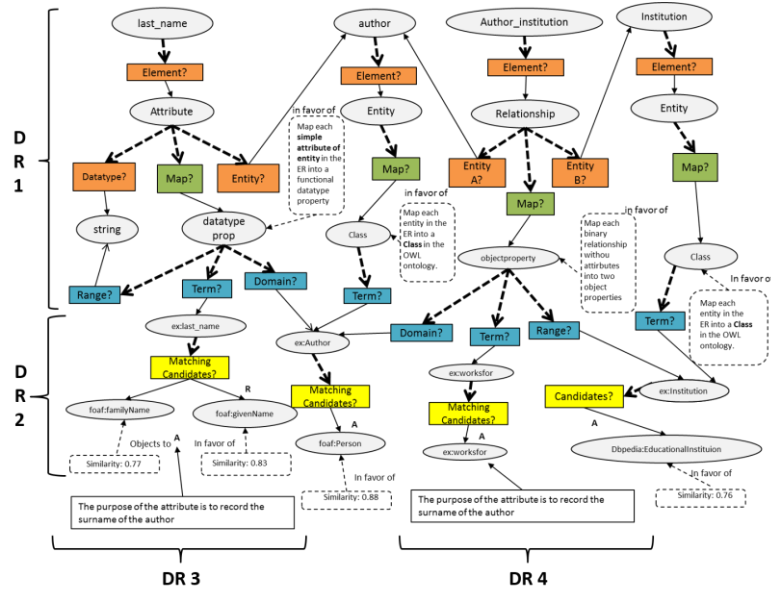 last_name
author
Author_institution
Institution
Element?
Element?
Element?
Element?
Attribute
Entity
Relationship
Entity
in favor of
Map each
simple
attribute of
entity in the
ER into a
functional
datatype
property
Datatype?
Map?
Entity?
Map?
Entity
A?
Entity
B?
Map?
Map?
in favor of
in favor of
string
datatype
prop
Class
Map each
entity in the
ER into a
Class in the
OWL
ontology.
objectproperty
Map each
binary
relationship
withou
attributes
into two
object
properties
Class
In favor of
Map each
entity in the
ER into a Class
in the OWL
ontology.
Range?
Term?
Domain?
Term?
Domain?
Term?
Range?
Term?
D
R
1
D
R
2
ex:last_name
ex:Author
ex:worksfor
ex:Institution
Matching
Candidates?
Matching
Candidates?
Matching
Candidates?
Candidates?
R
A
A
A
foaf:familyName
foaf:givenName
foaf:Person
ex:worksfor
Dbpedia:EducationalInstituion
Objects to
A
In favor of
In favor of
In favor of
Similarity: 0.77
Similarity: 0.83
Similarity: 0.88
Similarity: 0.76
The purpose of the attribute is to record the
surname of the author
The purpose of the attribute is to record the
surname of the author
DR 3
DR 4